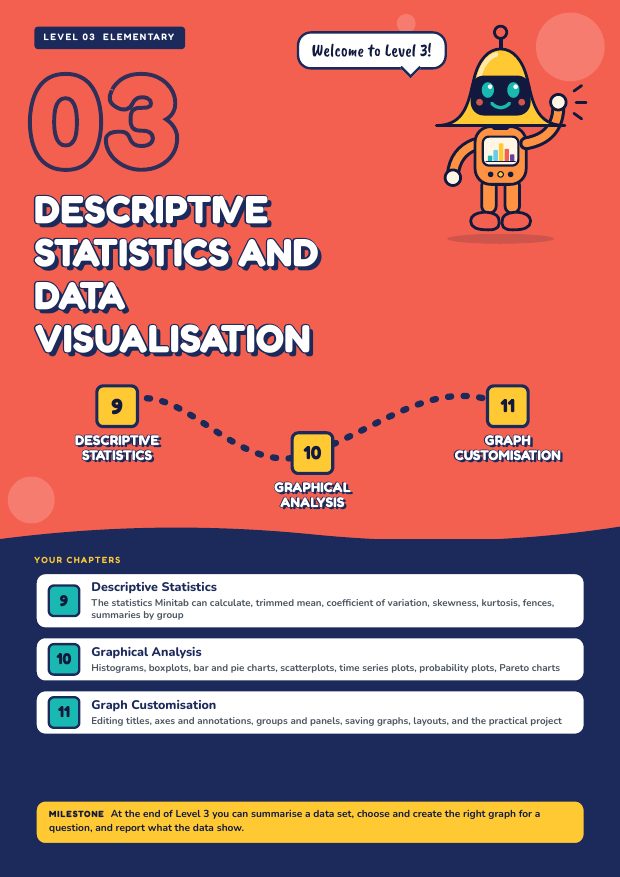 LEVEL 03 ELEMENTARY
Welcome to Level 3!
03
DESCRIPTIVE
STATISTICS AND
DATA
VISUALISATION
9
DESCRIPTIVE
STATISTICS
10
GRAPHICAL
ANALYSIS
11
GRAPH
CUSTOMISATION
YOUR CHAPTERS
9
Descriptive Statistics
The statistics Minitab can calculate, trimmed mean, coefficient of variation, skewness, kurtosis, fences,
summaries by group
10
Graphical Analysis
Histograms, boxplots, bar and pie charts, scatterplots, time series plots, probability plots, Pareto charts
11
Graph Customisation
Editing titles, axes and annotations, groups and panels, saving graphs, layouts, and the practical project
MILESTONE At the end of Level 3 you can summarise a data set, choose and create the right graph for a
question, and report what the data show.